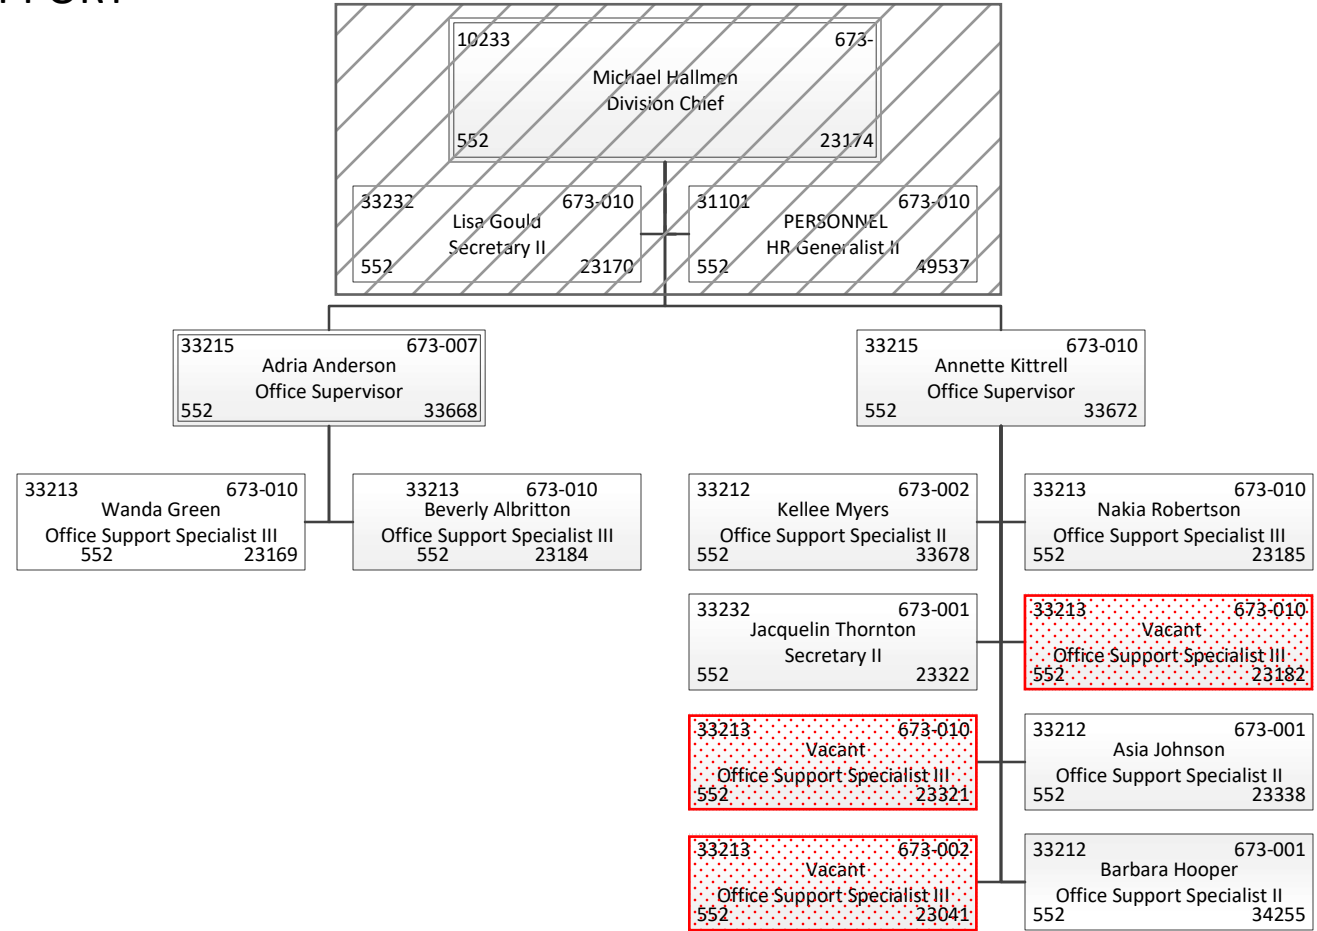 10233 673-
Michael Hallmen
Division Chief
552 23174
33232 673-010
Lisa Gould
Secretary II
552 23170
31101 673-010
PERSONNEL
HR Generalist II
552 49537
33215 673-007
Adria Anderson
Office Supervisor
552 33668
33215 673-010
Annette Kittrell
Office Supervisor
552 33672
33213 673-010
Wanda Green
Office Support Specialist III
552 23169
33213 673-010
Beverly Albritton
Office Support Specialist III
552 23184
33212 673-002
Kellee Myers
Office Support Specialist II
552 33678
33213 673-010
Nakia Robertson
Office Support Specialist III
552 23185
33232 673-001
Jacquelin Thornton
Secretary II
552 23322
33213 673-010
Vacant
Office Support Specialist III
552 23182
33213 673-010
Vacant
Office Support Specialist III
552 23321
33212 673-001
Asia Johnson
Office Support Specialist II
552 23338
33213 673-002
Vacant
Office Support Specialist III
552 23041
33212 673-001
Barbara Hooper
Office Support Specialist II
552 34255